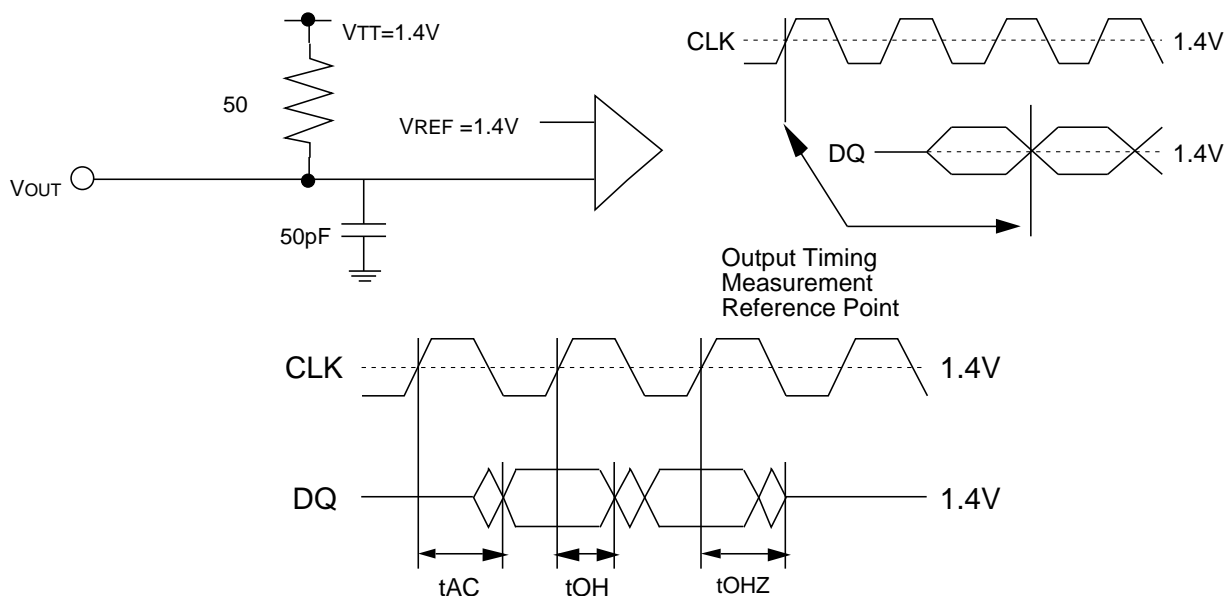 VTT=1.4V
50
VREF =1.4V
VOUT
50pF
CLK
1.4V
DQ
1.4V
Output Timing
Measurement
Reference Point
CLK
1.4V
DQ
1.4V
tAC
tOH
tOHZ